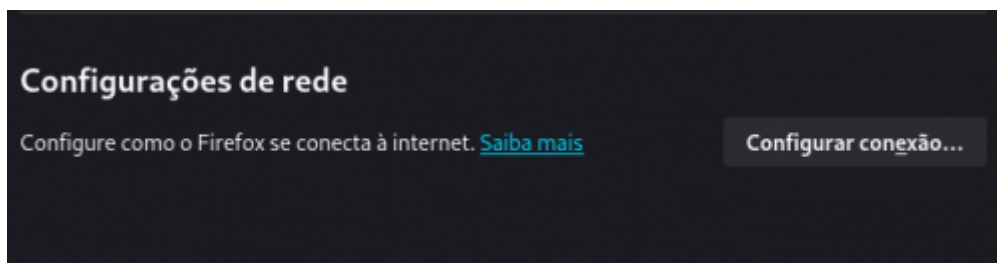 Configurações de rede
Configure como o Firefox se conecta à internet. Saiba mais
Configurar conexão...